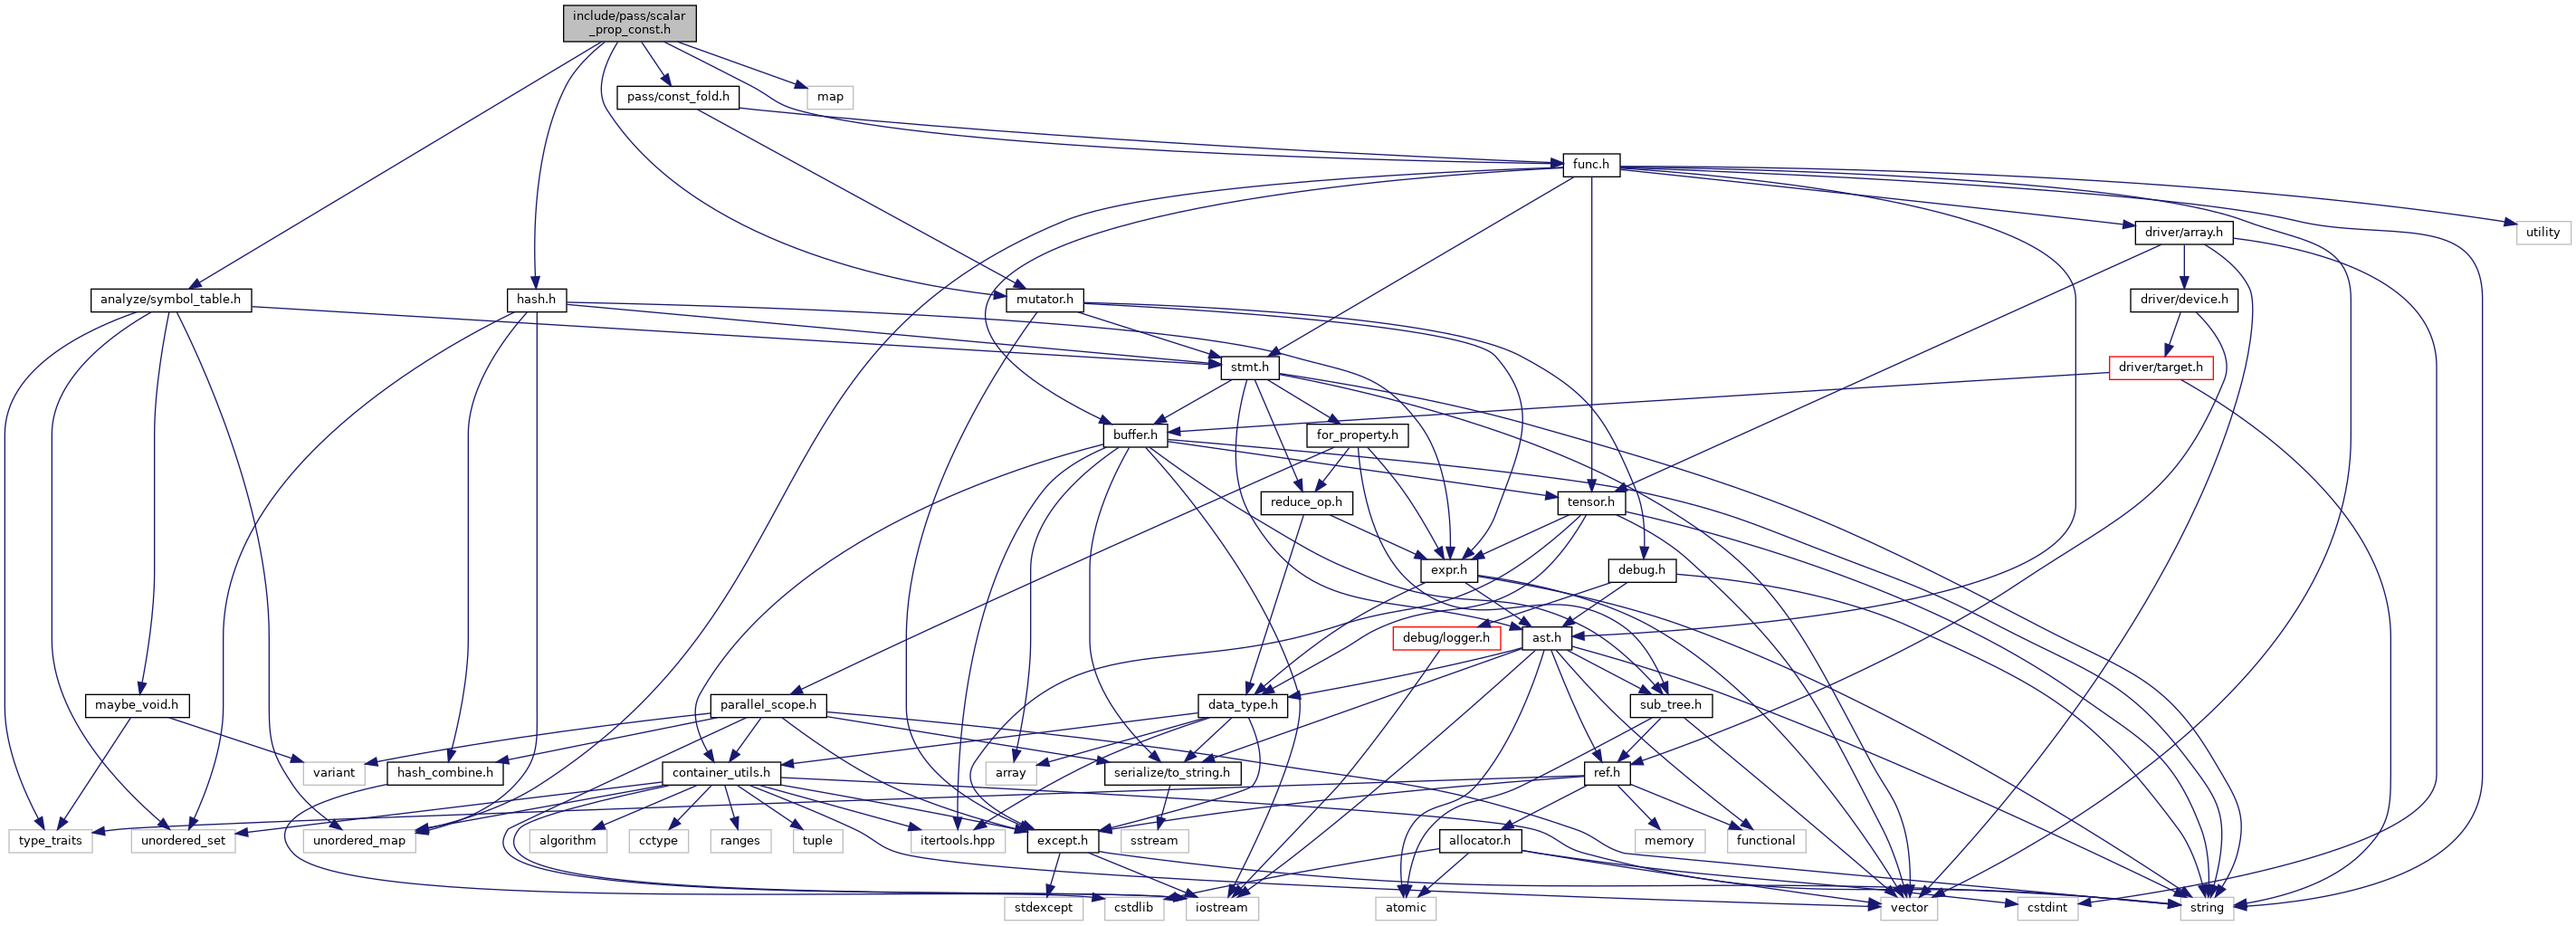 include/pass/scalar
_prop_const.h
pass/const_fold.h
map
func.h
driver/array.h
utility
analyze/symbol_table.h
hash.h
mutator.h
driver/device.h
stmt.h
driver/target.h
buffer.h
for_property.h
reduce_op.h
tensor.h
expr.h
debug.h
debug/logger.h
ast.h
maybe_void.h
parallel_scope.h
data_type.h
sub_tree.h
variant
hash_combine.h
container_utils.h
array
serialize/to_string.h
ref.h
type_traits
unordered_set
unordered_map
algorithm
cctype
ranges
tuple
itertools.hpp
except.h
sstream
allocator.h
memory
functional
stdexcept
cstdlib
iostream
atomic
vector
cstdint
string